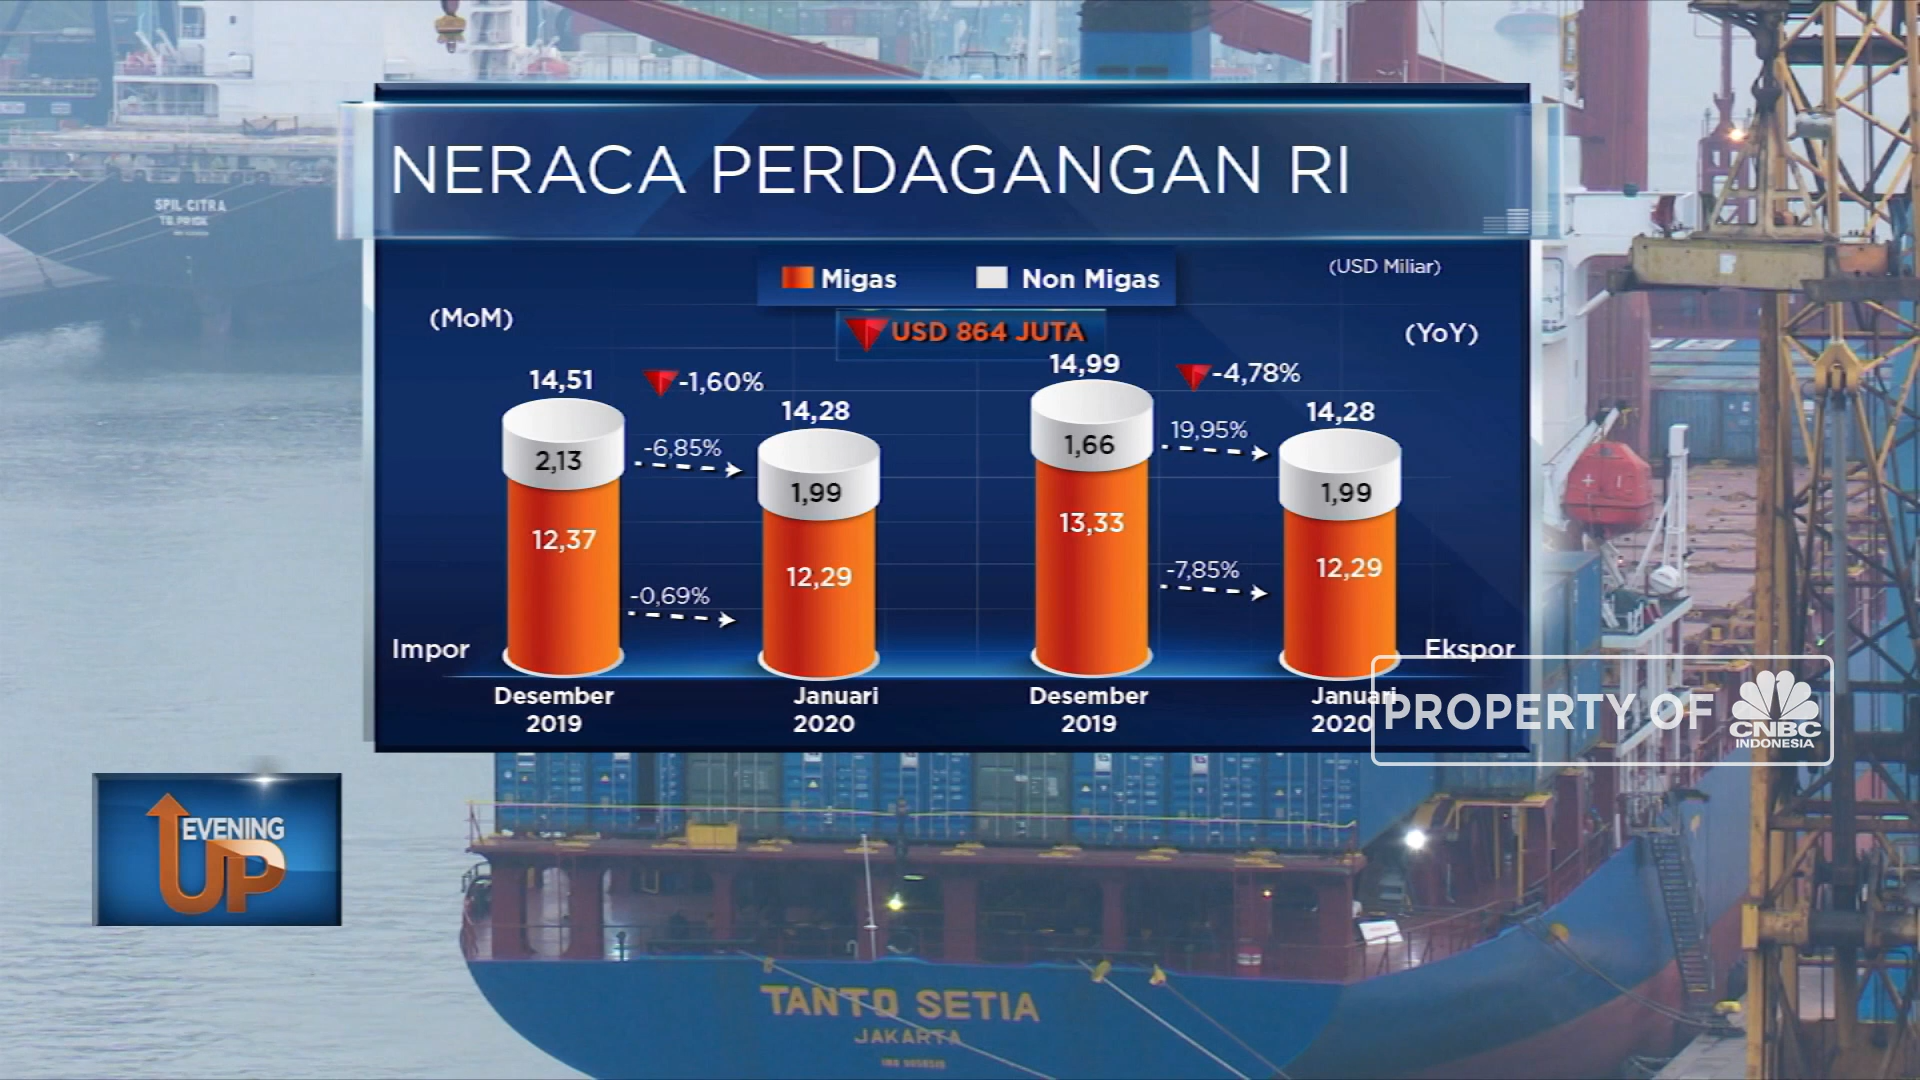 SPIL CITRA
TG. PRIOK
NERACA PERDAGANGAN RI
Migas
Non Migas
(USD Miliar)
(MoM)
USD 864 JUTA
(YoY)
14,51
-1,60%
14,28
14,99
-4,78%
14,28
2,13
-6,85%
1,99
1,66
19,95%
1,99
12,37
12,29
13,33
12,29
-0,69%
-7,85%
Impor
Ekspor
Desember
2019
Januari
2020
Desember
2019
Januari
2020
PROPERTY OF
CNBC
INDONESIA
EVENING
UP
TANTO SETIA
JAKARTA